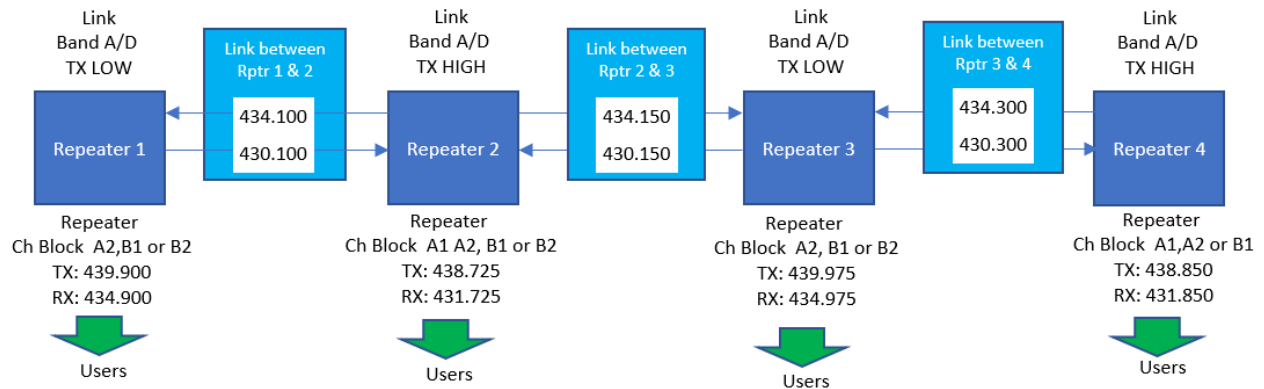 Link
Band A/D
TX LOW
Link between
Rptr 1 & 2
434.100
430.100
Link
Band A/D
TX HIGH
Link between
Rptr 2 & 3
434.150
430.150
Link
Band A/D
TX LOW
Link between
Rptr 3 & 4
434.300
430.300
Link
Band A/D
TX HIGH
Repeater 1
Repeater 2
Repeater 3
Repeater 4
Repeater
Ch Block A2,B1 or B2
TX: 439.900
RX: 434.900
Users
Repeater
Ch Block A1 A2, B1 or B2
TX: 438.725
RX: 431.725
Users
Repeater
Ch Block A2, B1 or B2
TX: 439.975
RX: 434.975
Users
Repeater
Ch Block A1,A2 or B1
TX: 438.850
RX: 431.850
Users